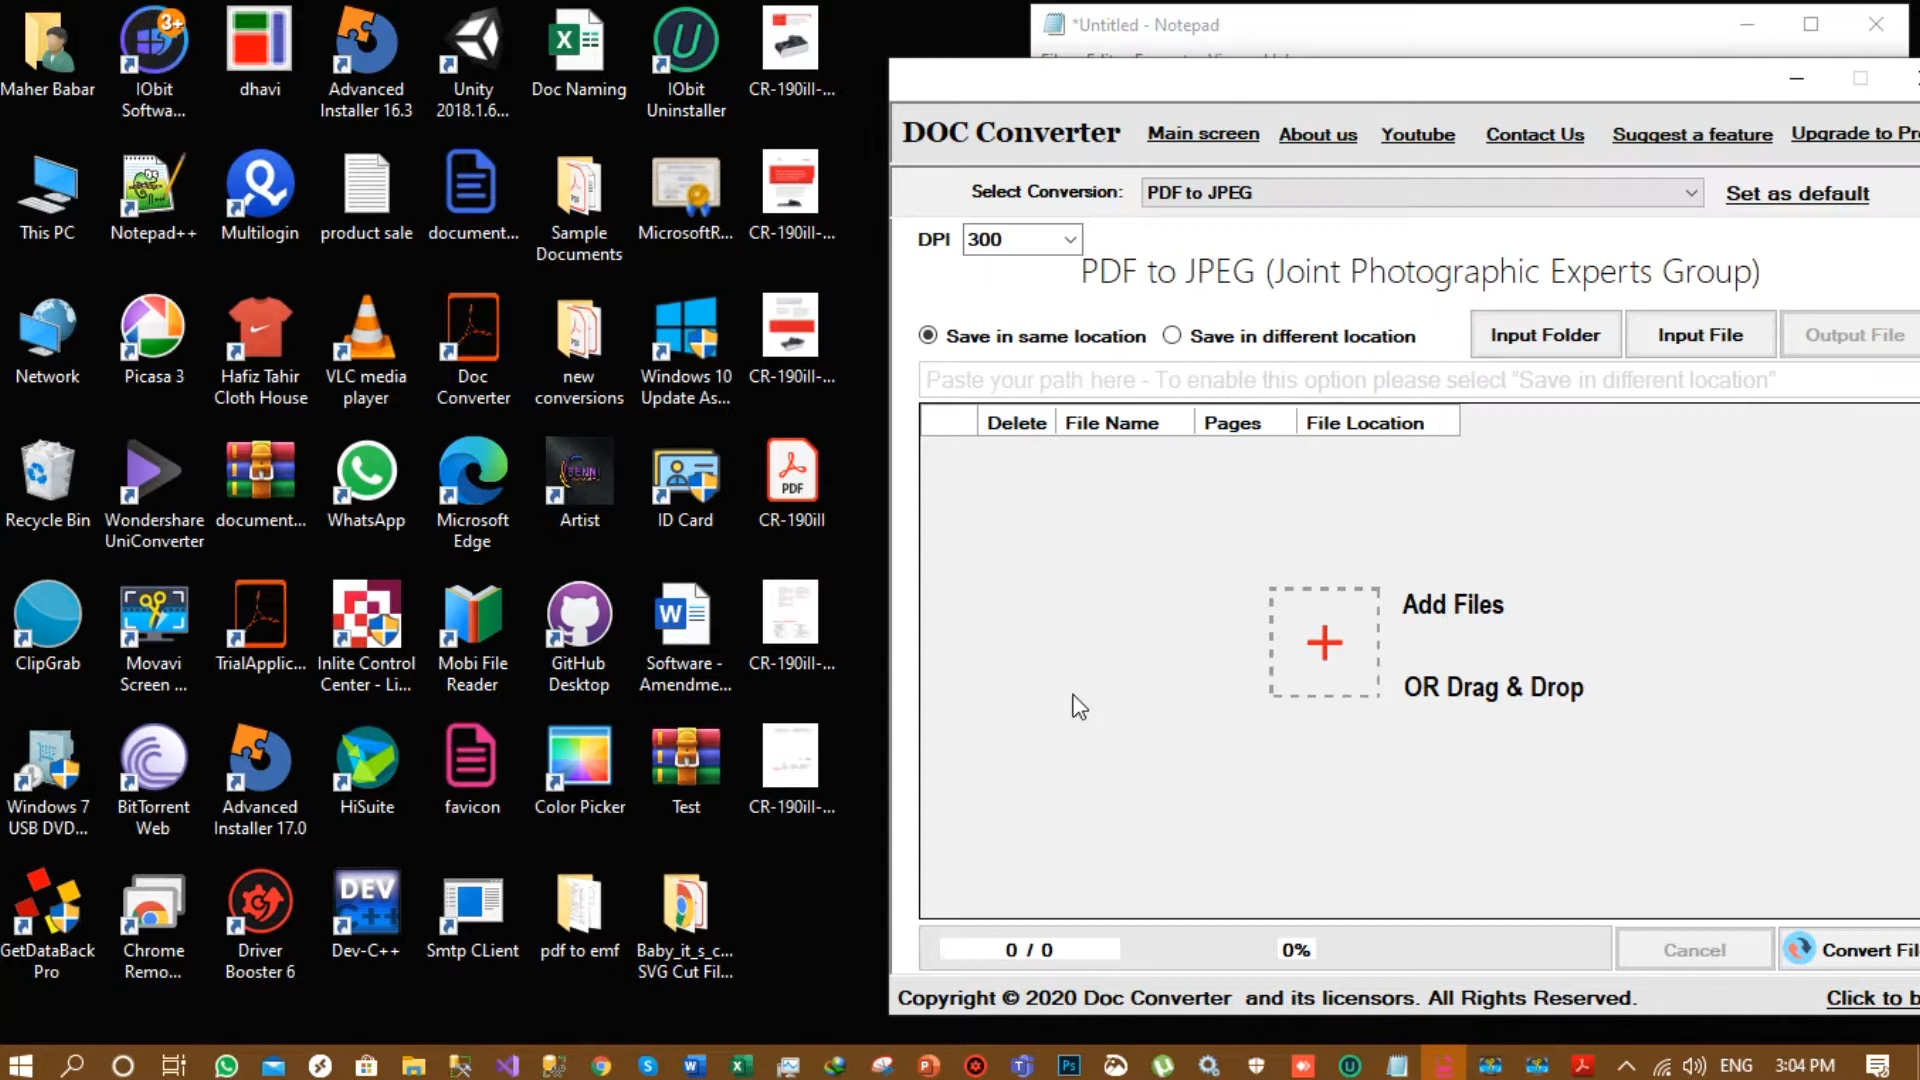 *Untitled - Notepad
DOC Converter
Main screen
About us
Youtube
Contact Us
Suggest a feature
Upgrade to Pr
Select Conversion:
PDF to JPEG
Set as default
DPI
300
PDF to JPEG (Joint Photographic Experts Group)
Save in same location
Save in different location
Input Folder
Input File
Output File
Paste your path here - To enable this option please select "Save in different location"
Delete
File Name
Pages
File Location
Add Files
OR Drag & Drop
0 / 0
0%
Cancel
Convert Fil
Copyright © 2020 Doc Converter and its licensors. All Rights Reserved.
Click to b
Maher Babar
IObit
Softwa...
3+
dhavi
Advanced
Installer 16.3
Unity
2018.1.6...
Doc Naming
IObit
Uninstaller
CR-190ill-...
This PC
Notepad++
Multilogin
product sale
document...
Sample
Documents
MicrosoftR...
CR-190ill-...
Network
Picasa 3
Hafiz Tahir
Cloth House
VLC media
player
Doc
Converter
new
conversions
Windows 10
Update As...
CR-190ill-...
Recycle Bin
Wondershare
UniConverter
document...
WhatsApp
Microsoft
Edge
Artist
ID Card
PDF
CR-190ill
ClipGrab
Movavi
Screen ...
TrialApplic...
Inlite Control
Center - Li...
Mobi File
Reader
GitHub
Desktop
Software -
Amendme...
CR-190ill-...
Windows 7
USB DVD...
BitTorrent
Web
Advanced
Installer 17.0
HiSuite
favicon
Color Picker
Test
CR-190ill-...
GetDataBack
Pro
Chrome
Remo...
Driver
Booster 6
DEV
C++
Dev-C++
Smtp CLient
pdf to emf
Baby_it_s_c...
SVG Cut Fil...
ENG
3:04 PM